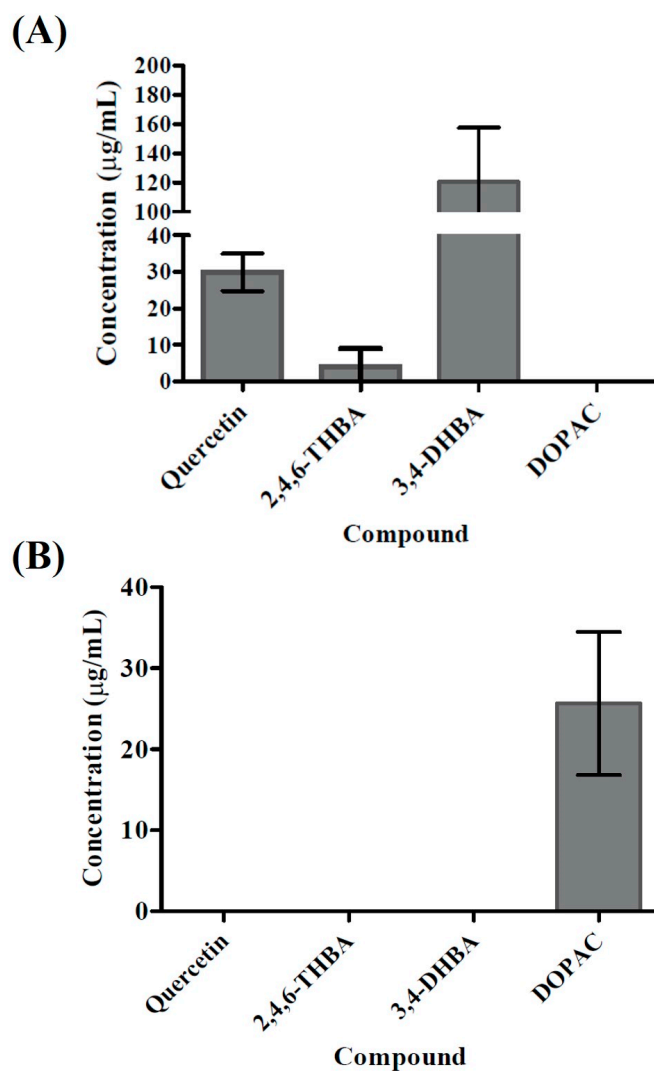 (A)
Concentration (μg/mL)
200
180
160
140
120
100
40
30
20
10
0
Quercetin
2,4,6-THBA
3,4-DHBA
DOPAC
Compound
(B)
Concentration (μg/mL)
40
30
20
10
0
Quercetin
2,4,6-THBA
3,4-DHBA
DOPAC
Compound